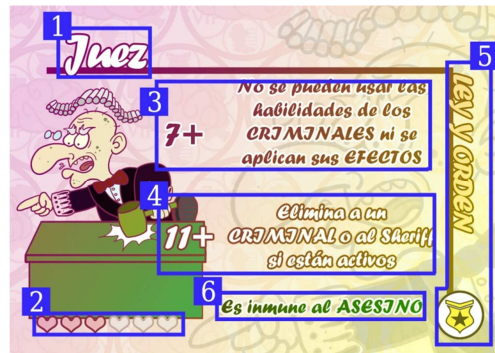 1
Juez
5
3
No se pueden usar las
habilidades de los
7+
CRIMINALES ni se
aplican sus EFECTOS
LEY Y ORDEN
4
Elimina a un
11+
CRIMINAL o al Sheriff
si están activos
6
Es inmune al ASESINO
2